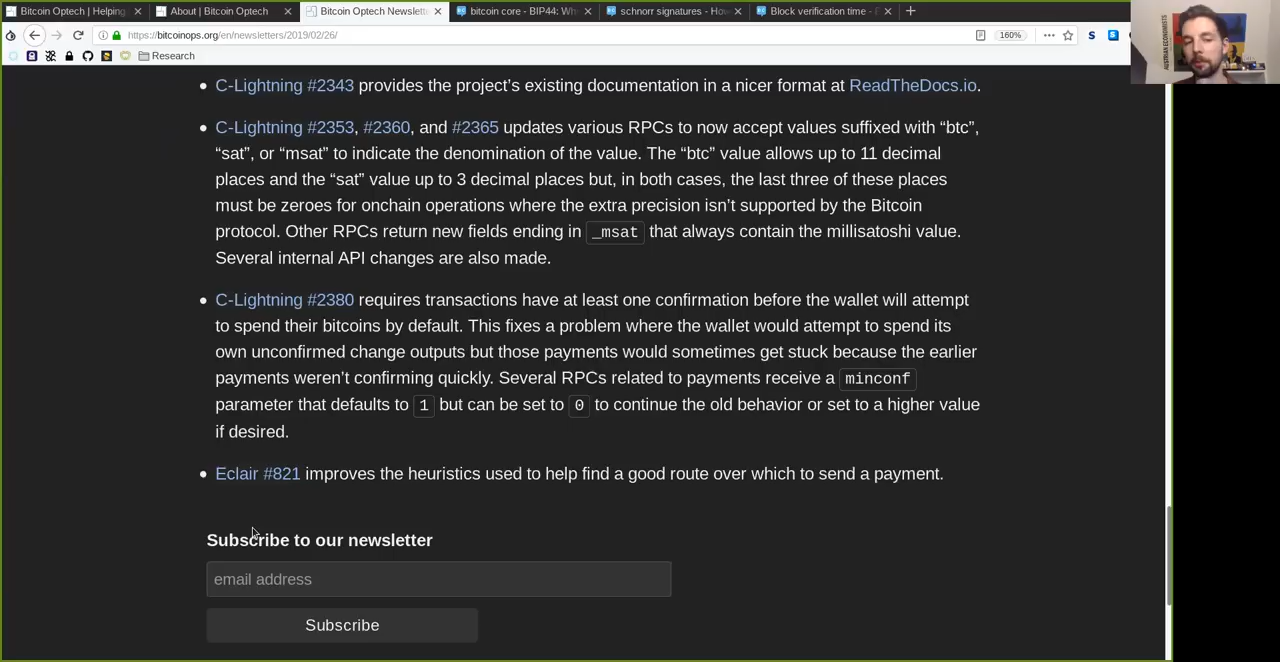 Bitcoin Optech | Helping
About | Bitcoin Optech
Bitcoin Optech Newslett
bitcoin core - BIP44: Wh
schnorr signatures - How
Block verification time -
https://bitcoinops.org/en/newsletters/2019/02/26/
160%
Research
AUSTRIAN ECONOMISTS
C-Lightning #2343 provides the project’s existing documentation in a nicer format at ReadTheDocs.io.
C-Lightning #2353, #2360, and #2365 updates various RPCs to now accept values suffixed with “btc”,
“sat”, or “msat” to indicate the denomination of the value. The “btc” value allows up to 11 decimal
places and the “sat” value up to 3 decimal places but, in both cases, the last three of these places
must be zeroes for onchain operations where the extra precision isn’t supported by the Bitcoin
protocol. Other RPCs return new fields ending in _msat that always contain the millisatoshi value.
Several internal API changes are also made.
C-Lightning #2380 requires transactions have at least one confirmation before the wallet will attempt
to spend their bitcoins by default. This fixes a problem where the wallet would attempt to spend its
own unconfirmed change outputs but those payments would sometimes get stuck because the earlier
payments weren’t confirming quickly. Several RPCs related to payments receive a minconf
parameter that defaults to 1 but can be set to 0 to continue the old behavior or set to a higher value
if desired.
Eclair #821 improves the heuristics used to help find a good route over which to send a payment.
Subscribe to our newsletter
email address
Subscribe